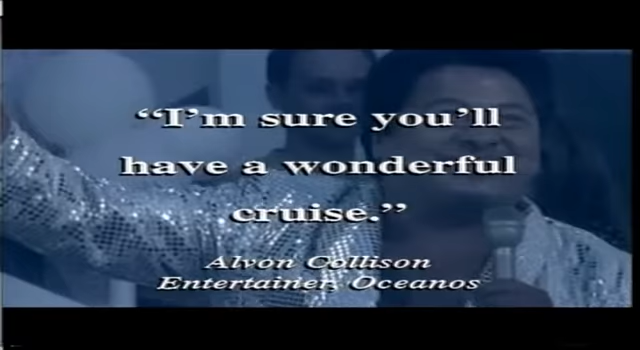 “I’m sure you’ll
have a wonderful
cruise.”
Alvon Collison
Entertainer, Oceanos